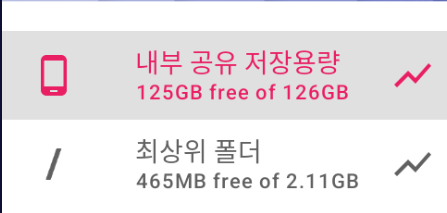 내부 공유 저장용량
125GB free of 126GB
/
최상위 폴더
465MB free of 2.11GB